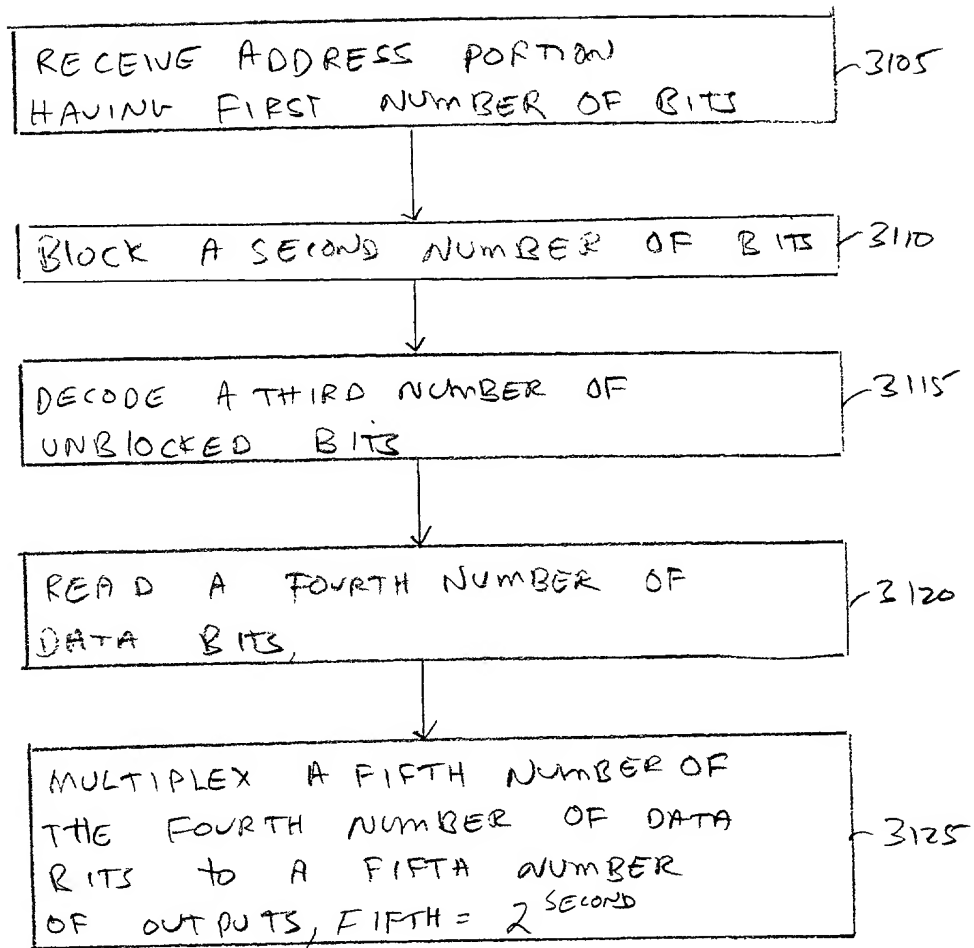 RECEIVE ADDRESS PORTION
HAVING FIRST NUMBER OF BITS
3105
BLOCK A SECOND NUMBER OF BITS
3110
DECODE A THIRD NUMBER OF
UNBLOCKED BITS
3115
READ A FOURTH NUMBER OF
DATA BITS,
3120
MULTIPLEX A FIFTH NUMBER OF
THE FOURTH NUMBER OF DATA
BITS to A FIFTH NUMBER
OF OUTPUTS, FIFTH = 2^SECOND
3125